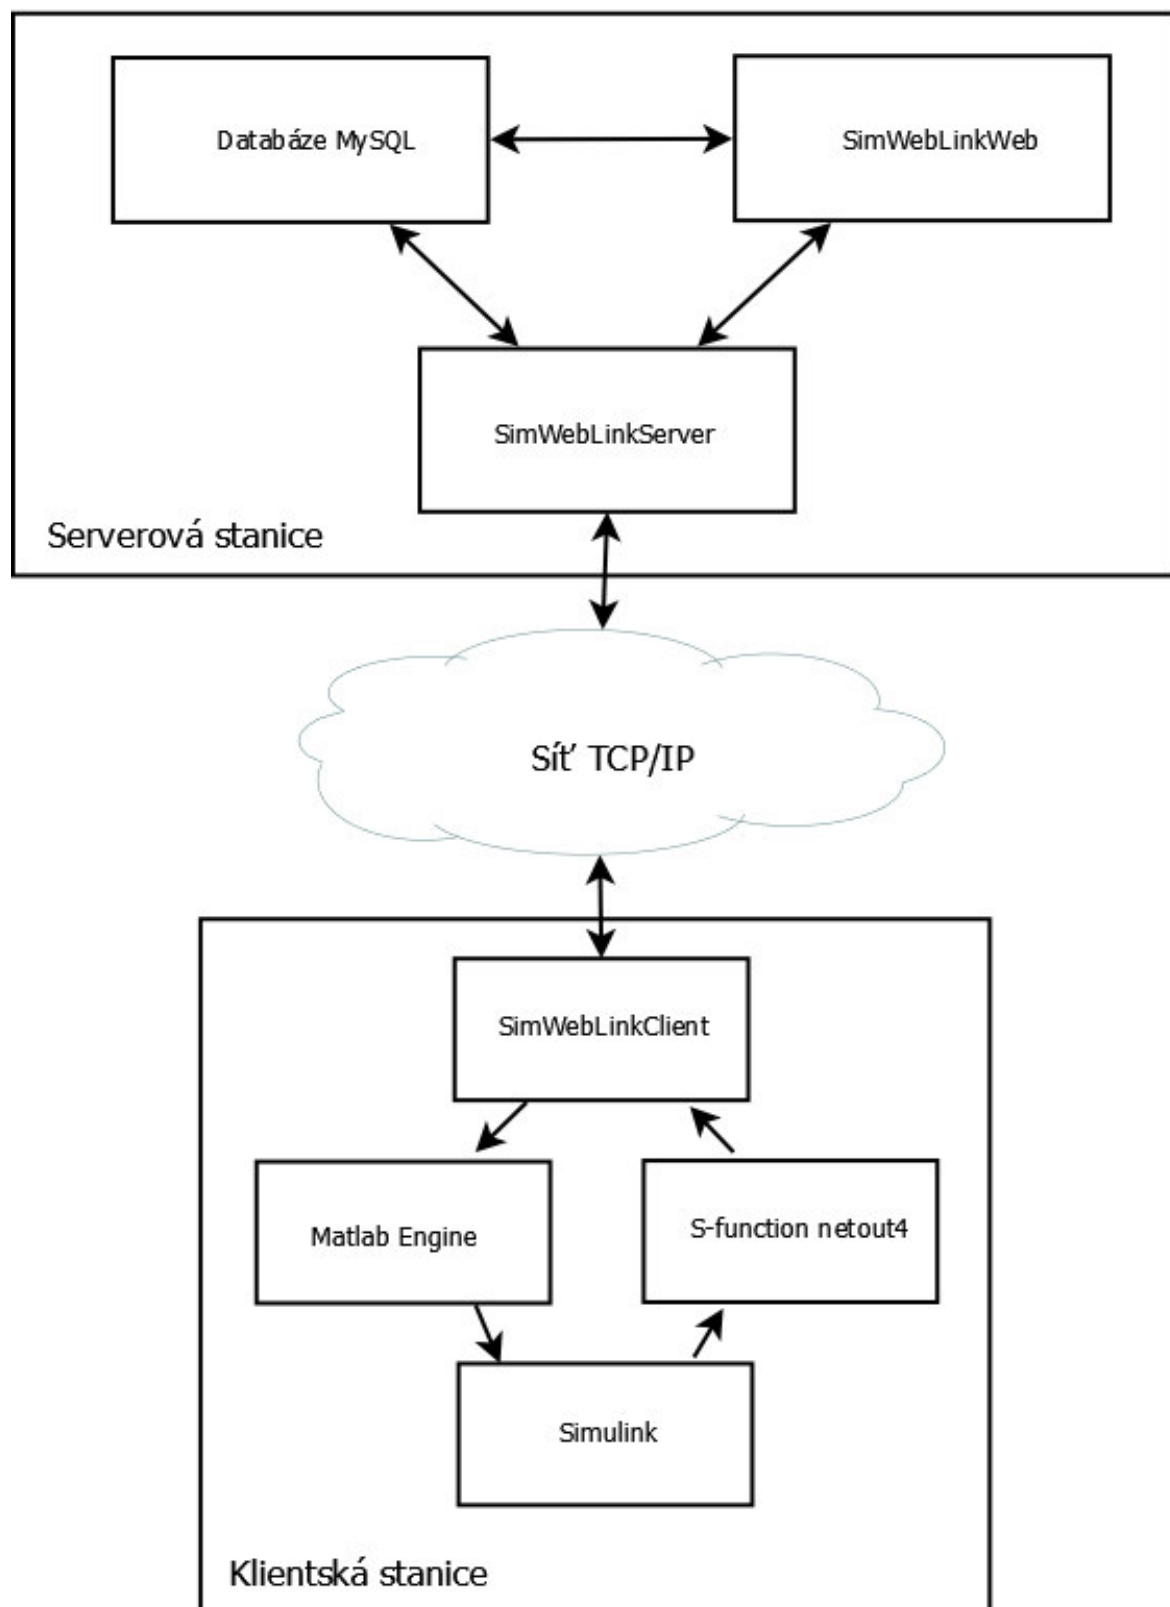 Databáze MySQL
SimWebLinkWeb
SimWebLinkServer
Serverová stanice
Síť TCP/IP
SimWebLinkClient
Matlab Engine
S-function netout4
Simulink
Klientská stanice